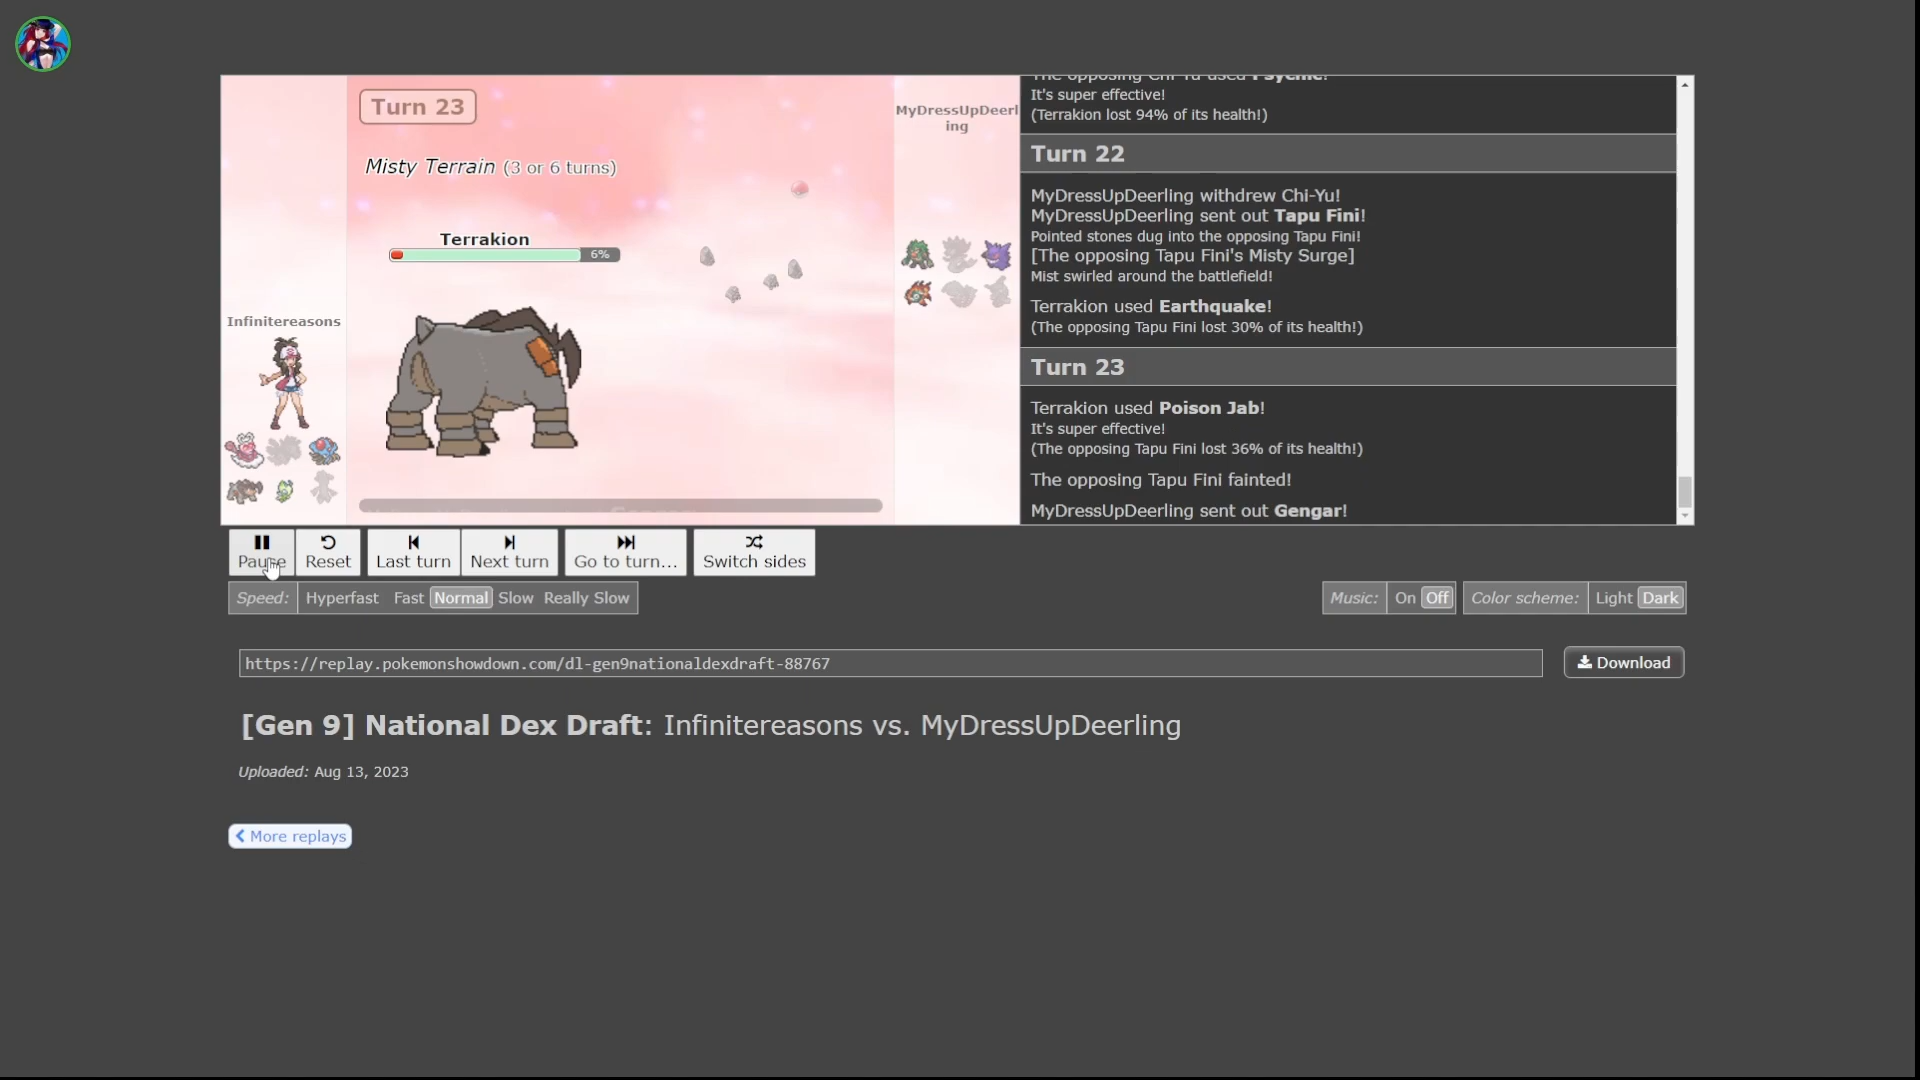 Turn 23
Misty Terrain (3 or 6 turns)
Terrakion
6%
Infinitereasons
MyDressUpDeerl
ing
The opposing Chi-Yu used Psychic!
It's super effective!
(Terrakion lost 94% of its health!)
Turn 22
MyDressUpDeerling withdrew Chi-Yu!
MyDressUpDeerling sent out Tapu Fini!
Pointed stones dug into the opposing Tapu Fini!
[The opposing Tapu Fini's Misty Surge]
Mist swirled around the battlefield!
Terrakion used Earthquake!
(The opposing Tapu Fini lost 30% of its health!)
Turn 23
Terrakion used Poison Jab!
It's super effective!
(The opposing Tapu Fini lost 36% of its health!)
The opposing Tapu Fini fainted!
MyDressUpDeerling sent out Gengar!
Pause
Reset
Last turn
Next turn
Go to turn...
Switch sides
Speed: Hyperfast Fast Normal Slow Really Slow
Music: On Off
Color scheme: Light Dark
https://replay.pokemonshowdown.com/dl-gen9nationaldexdraft-88767
Download
[Gen 9] National Dex Draft: Infinitereasons vs. MyDressUpDeerling
Uploaded: Aug 13, 2023
More replays